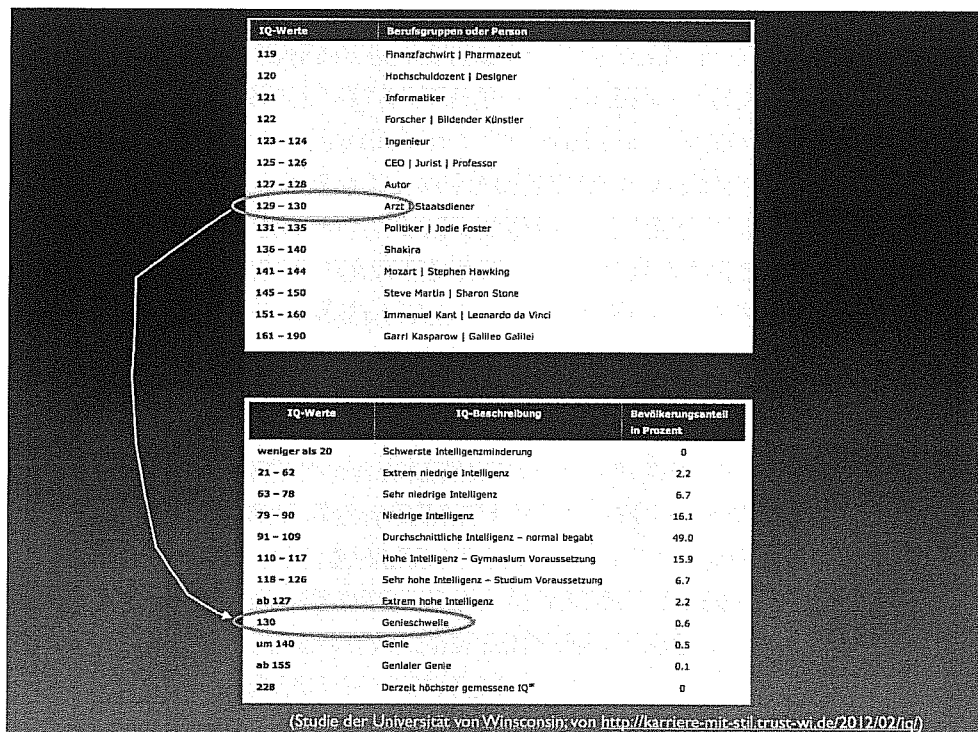 IQ-Werte Berufsgruppen oder Person
119 Finanzfachwirt | Pharmazeut
120 Hochschuldozent | Designer
121 Informatiker
122 Forscher | Bildender Künstler
123 – 124 Ingenieur
125 – 126 CEO | Jurist | Professor
127 – 128 Autor
129 – 130 Arzt | Staatsdiener
131 – 135 Politiker | Jodie Foster
136 – 140 Shakira
141 – 144 Mozart | Stephen Hawking
145 – 150 Steve Martin | Sharon Stone
151 – 160 Immanuel Kant | Leonardo da Vinci
161 – 190 Garri Kasparow | Galileo Galilei
IQ-Werte IQ-Beschreibung Bevölkerungsanteil
in Prozent
weniger als 20 Schwerste Intelligenzminderung 0
21 – 62 Extrem niedrige Intelligenz 2.2
63 – 78 Sehr niedrige Intelligenz 6.7
79 – 90 Niedrige Intelligenz 16.1
91 – 109 Durchschnittliche Intelligenz – normal begabt 49.0
110 – 117 Hohe Intelligenz – Gymnasium Voraussetzung 15.9
118 – 126 Sehr hohe Intelligenz – Studium Voraussetzung 6.7
ab 127 Extrem hohe Intelligenz 2.2
130 Genieschwelle 0.6
um 140 Genie 0.5
ab 155 Genialer Genie 0.1
228 Derzeit höchster gemessene IQ 0
(Studie der Universität von Winsconsin; von http://karriere-mit-stil.trust-wi.de/2012/02/iq/)